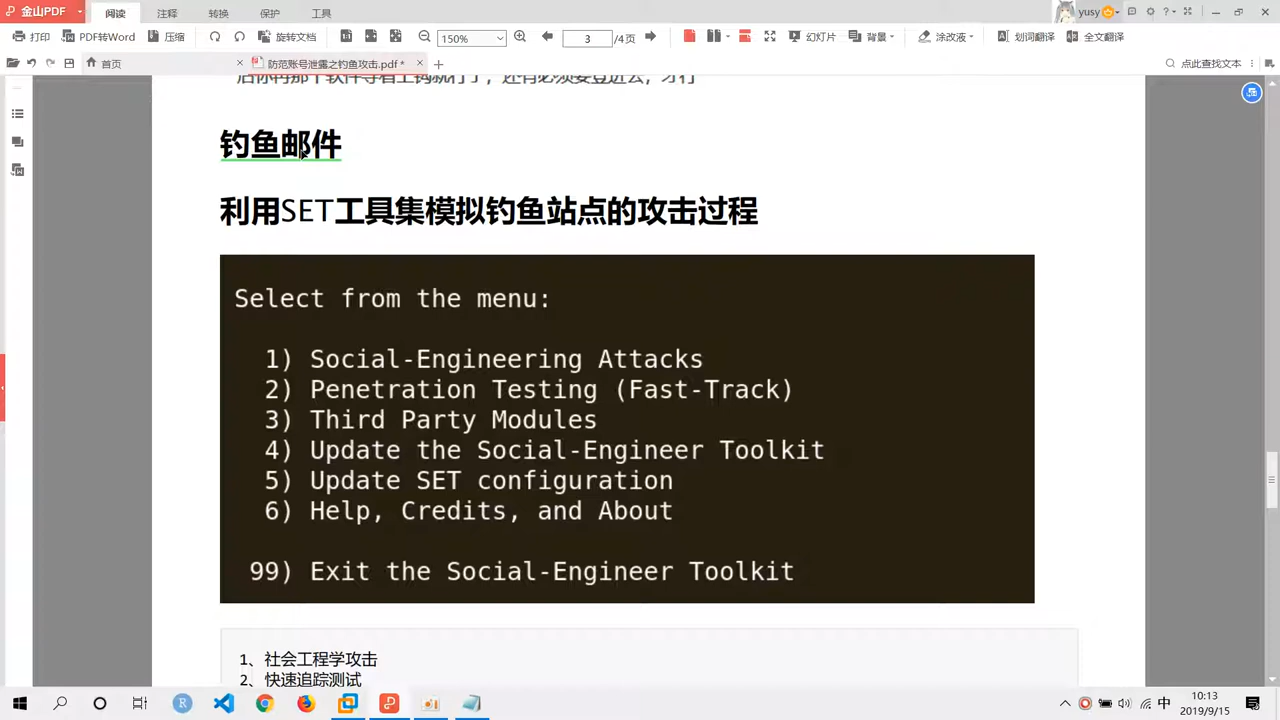 金山PDF 阅读 注释 转换 保护 工具 yusy
打印 PDF转Word 压缩 旋转文档 150% 3 /4页 幻灯片 背景 涂改液 划词翻译 全文翻译
首页 防范账号泄露之钓鱼攻击.pdf * 点此查找文本
钓鱼邮件
利用SET工具集模拟钓鱼站点的攻击过程
Select from the menu:
1) Social-Engineering Attacks
2) Penetration Testing (Fast-Track)
3) Third Party Modules
4) Update the Social-Engineer Toolkit
5) Update SET configuration
6) Help, Credits, and About
99) Exit the Social-Engineer Toolkit
1、社会工程学攻击
2、快速追踪测试
中 10:13
2019/9/15